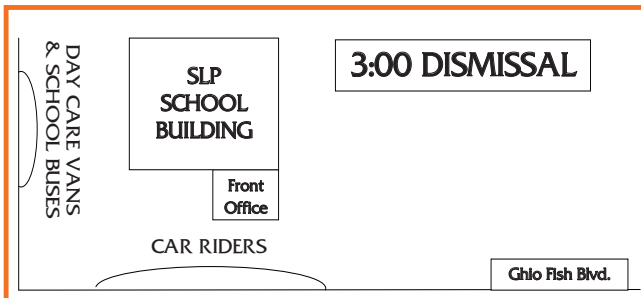 DAY CARE VANS
& SCHOOL BUSES
SLP
SCHOOL
BUILDING
3:00 DISMISSAL
Front
Office
CAR RIDERS
Ghio Fish Blvd.